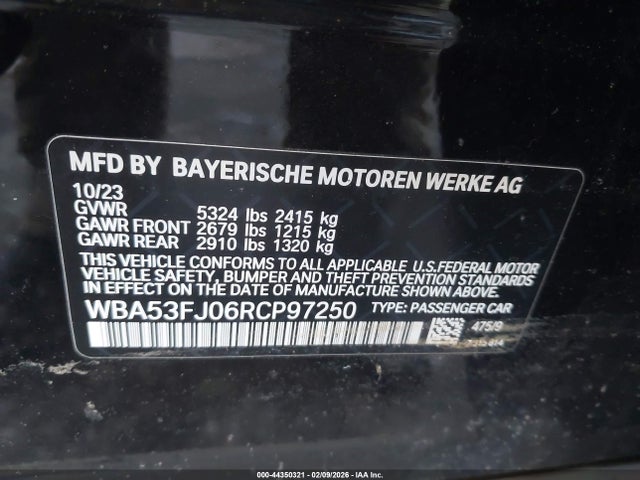 MFD BY BAYERISCHE MOTOREN WERKE AG
10/23
GVWR 5324 lbs 2415 kg
GAWR FRONT 2679 lbs 1215 kg
GAWR REAR 2910 lbs 1320 kg
THIS VEHICLE CONFORMS TO ALL APPLICABLE U.S.FEDERAL MOTOR
VEHICLE SAFETY, BUMPER AND THEFT PREVENTION STANDARDS
IN EFFECT ON THE DATE OF MANUFACTURE SHOWN ABOVE.
WBA53FJ06RCP97250 TYPE: PASSENGER CAR
475/9
000-44350321 - 02/09/2026 - IAA Inc.